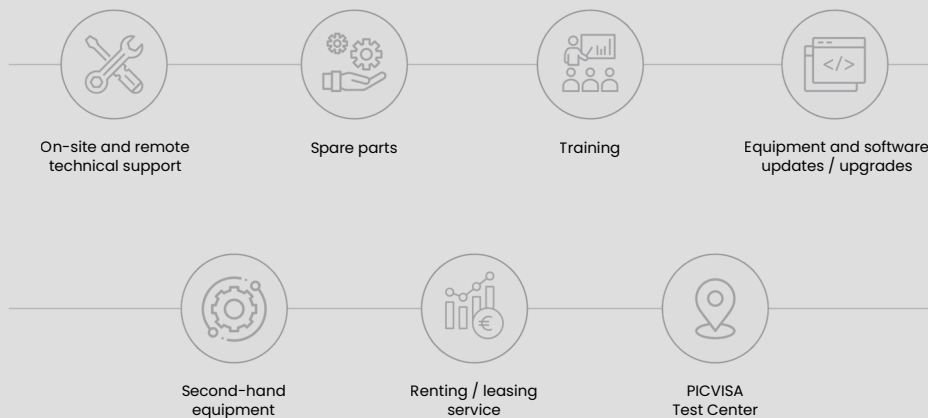 </>
On-site and remote
technical support
Spare parts
Training
Equipment and software
updates / upgrades
€
Second-hand
equipment
Renting / leasing
service
PICVISA
Test Center